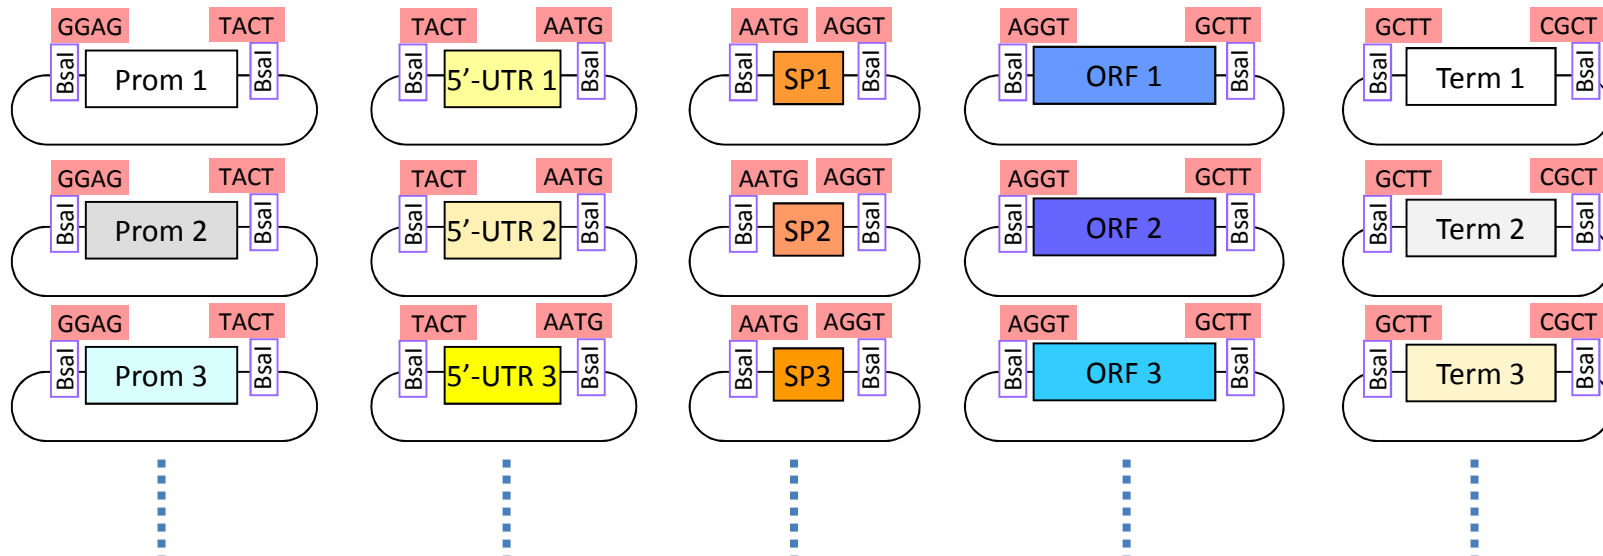 GGAG TACT TACT AATG AATG AGGT AGGT GCTT GCTT CGCT
BsaI Prom 1 BsaI BsaI 5’-UTR 1 BsaI BsaI SP1 BsaI BsaI ORF 1 BsaI BsaI Term 1 BsaI
GGAG TACT TACT AATG AATG AGGT AGGT GCTT GCTT CGCT
BsaI Prom 2 BsaI BsaI 5’-UTR 2 BsaI BsaI SP2 BsaI BsaI ORF 2 BsaI BsaI Term 2 BsaI
GGAG TACT TACT AATG AATG AGGT AGGT GCTT GCTT CGCT
BsaI Prom 3 BsaI BsaI 5’-UTR 3 BsaI BsaI SP3 BsaI BsaI ORF 3 BsaI BsaI Term 3 BsaI